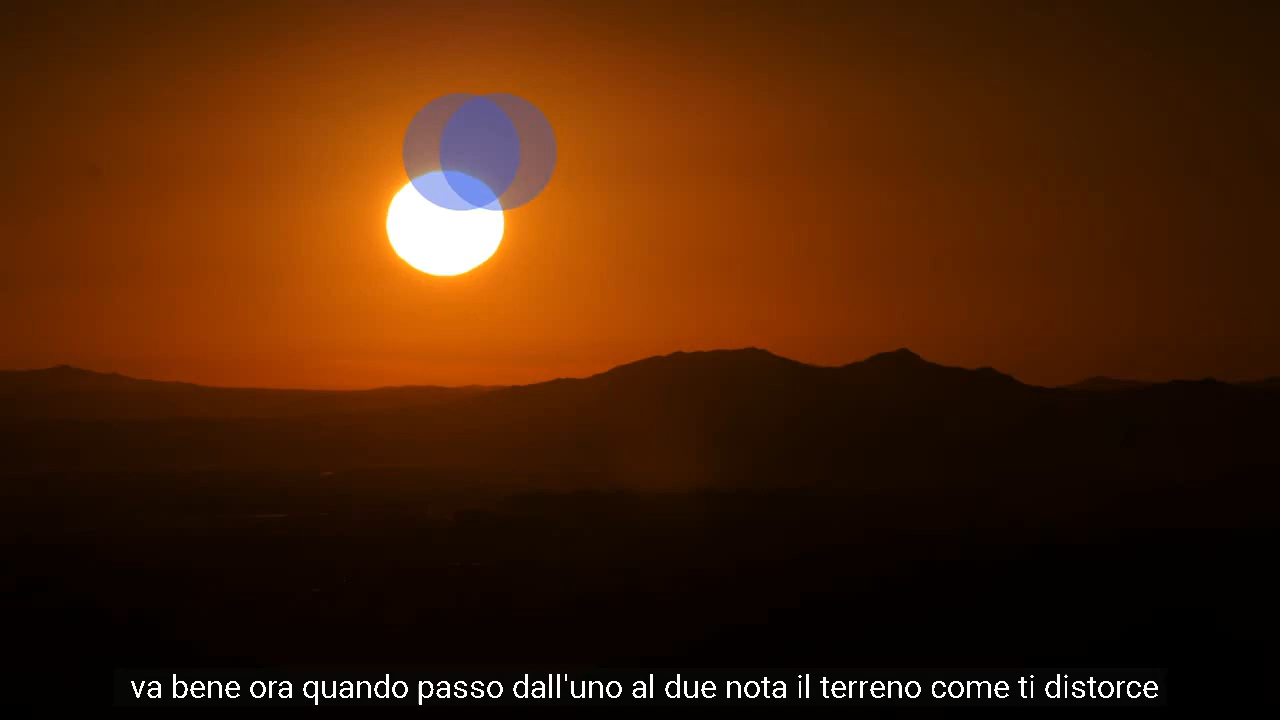 va bene ora quando passo dall'uno al due nota il terreno come ti distorce